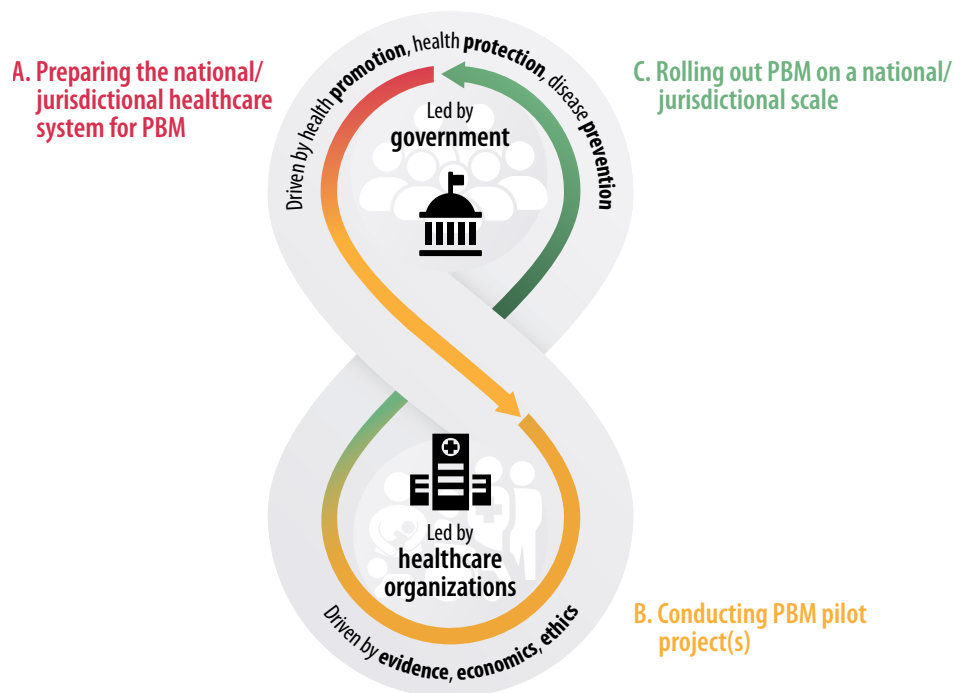 A. Preparing the national/
jurisdictional healthcare
system for PBM
Driven by health promotion, health protection, disease prevention
C. Rolling out PBM on a national/
jurisdictional scale
Led by
government
Led by
healthcare
organizations
Driven by evidence, economics, ethics
B. Conducting PBM pilot
project(s)